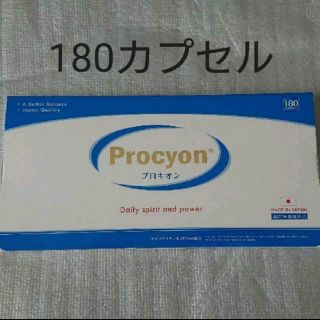 180カプセル
• A Better Balance
• Japan Quality
180
Procyon®
プロキオン
Daily spirit and power
MADE IN JAPAN